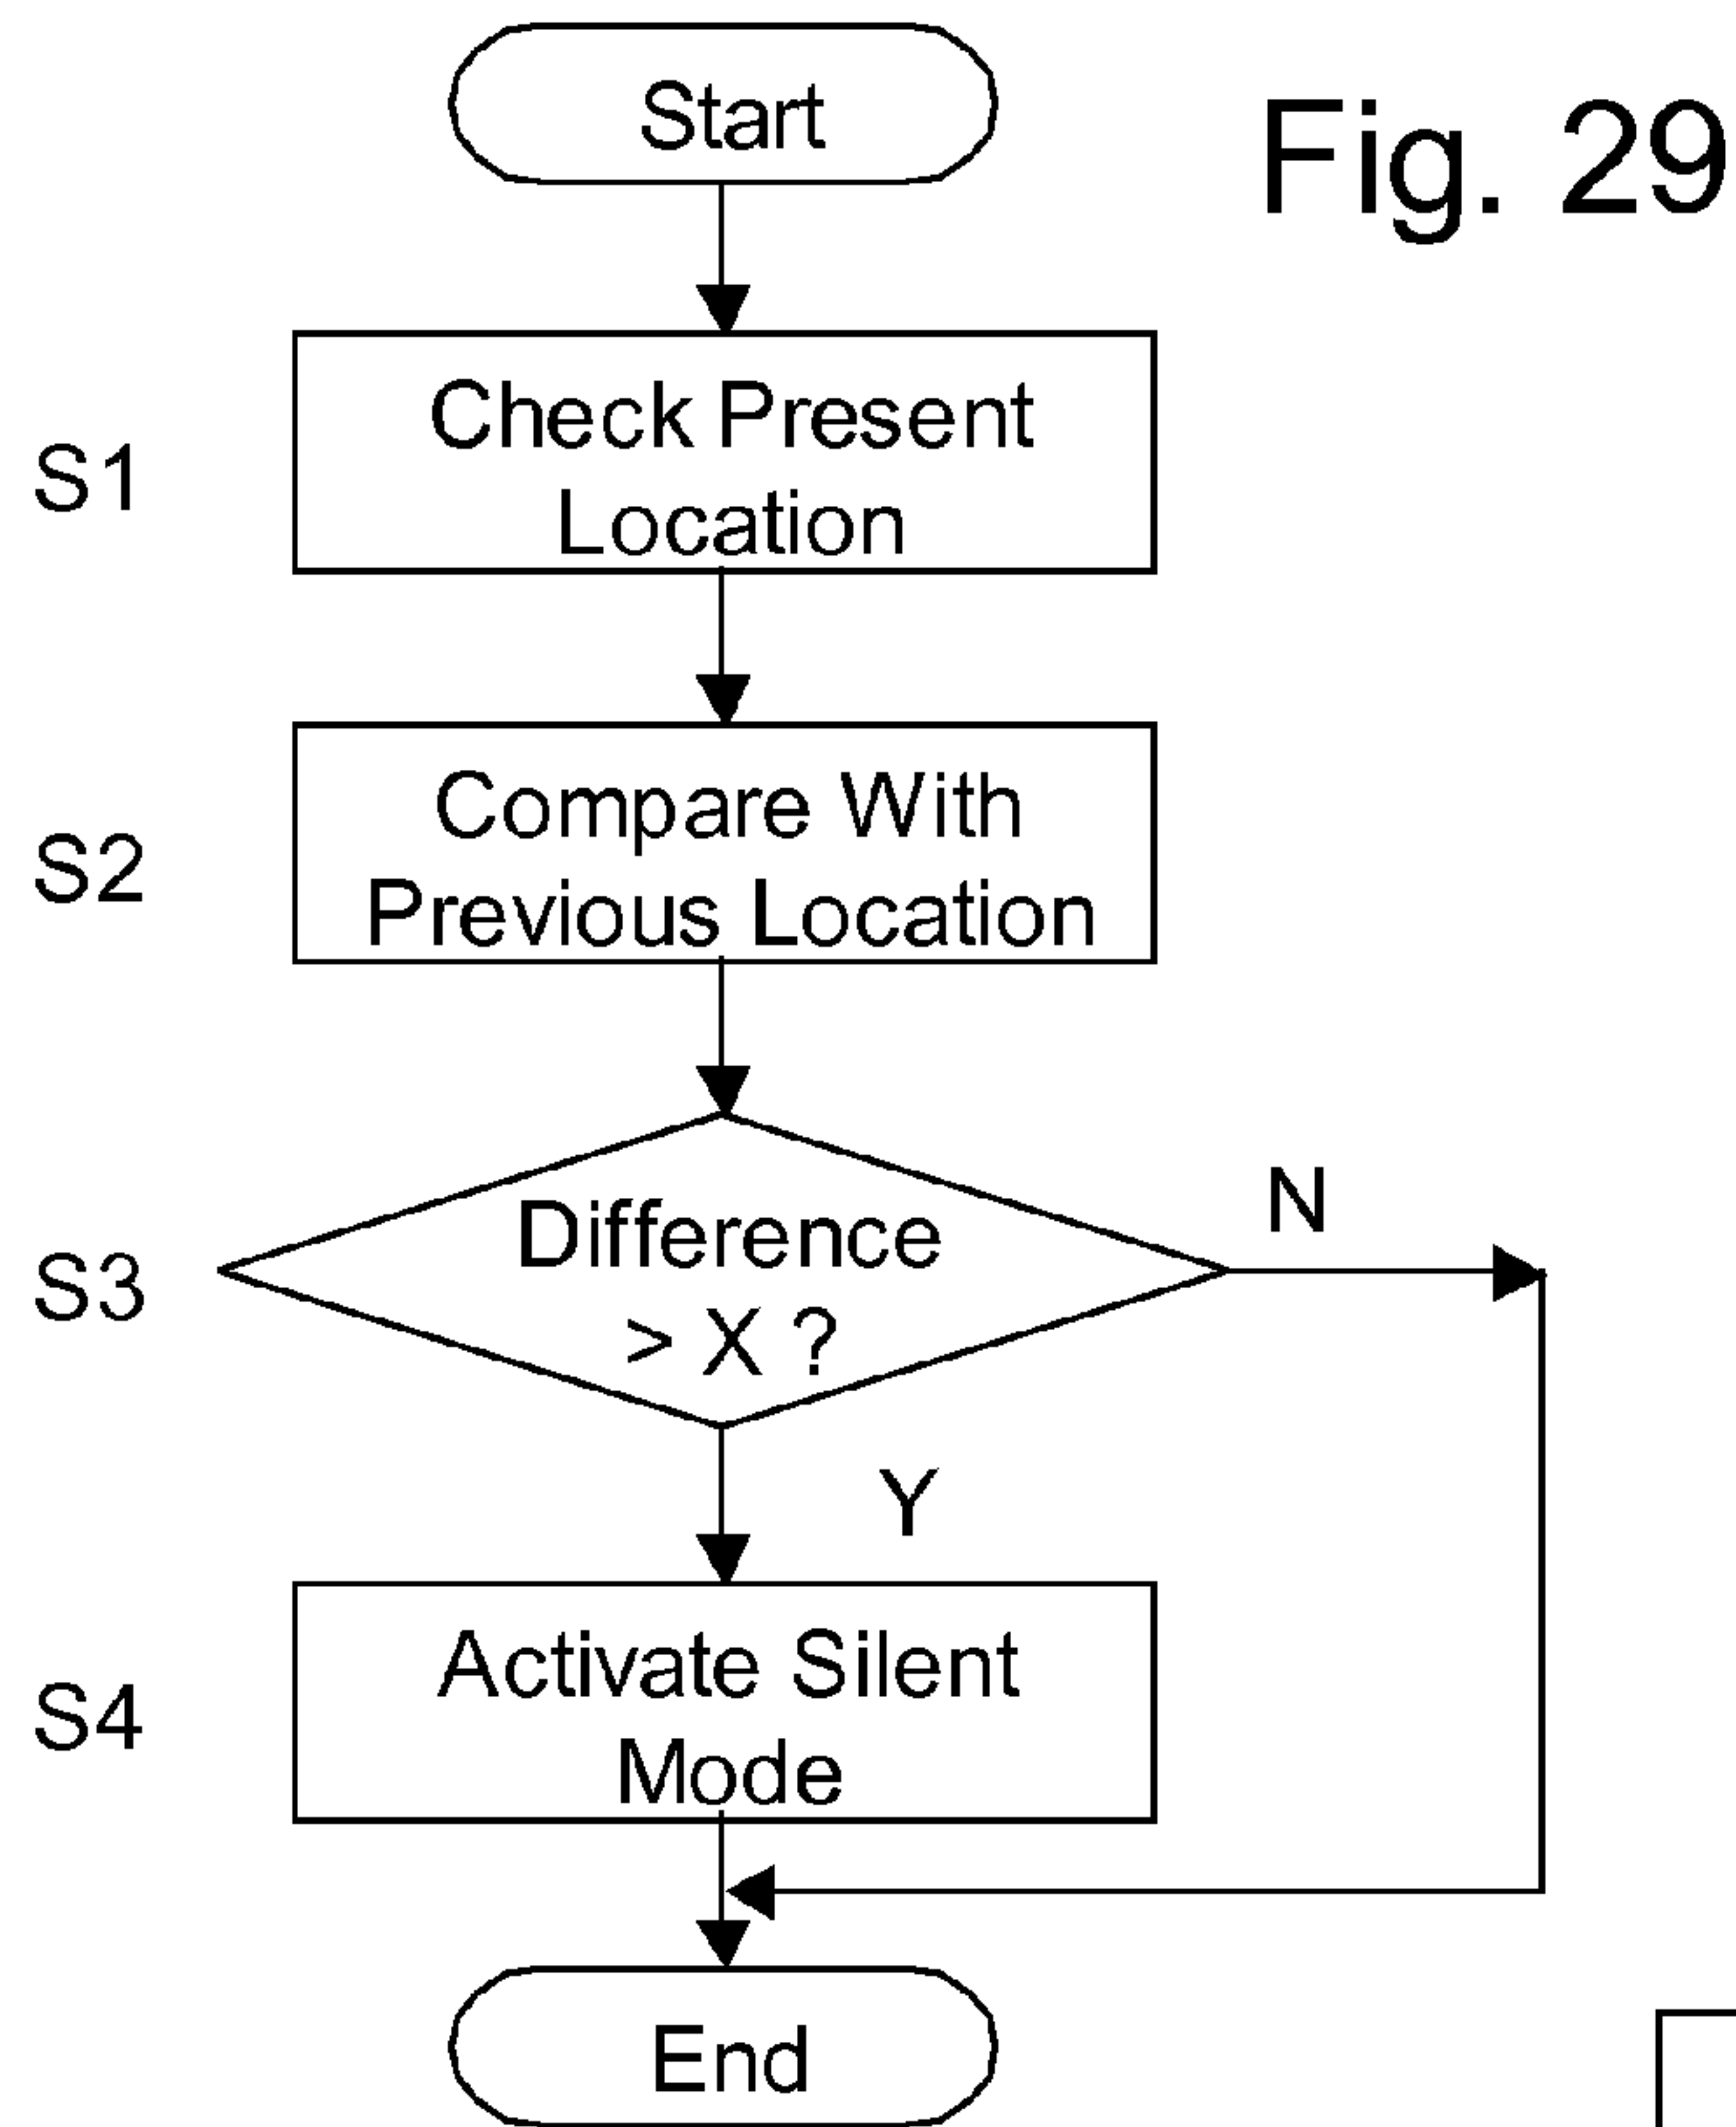 Start
Fig. 29
S1
Check Present
Location
S2
Compare With
Previous Location
S3
Difference
> X ?
N
Y
S4
Activate Silent
Mode
End